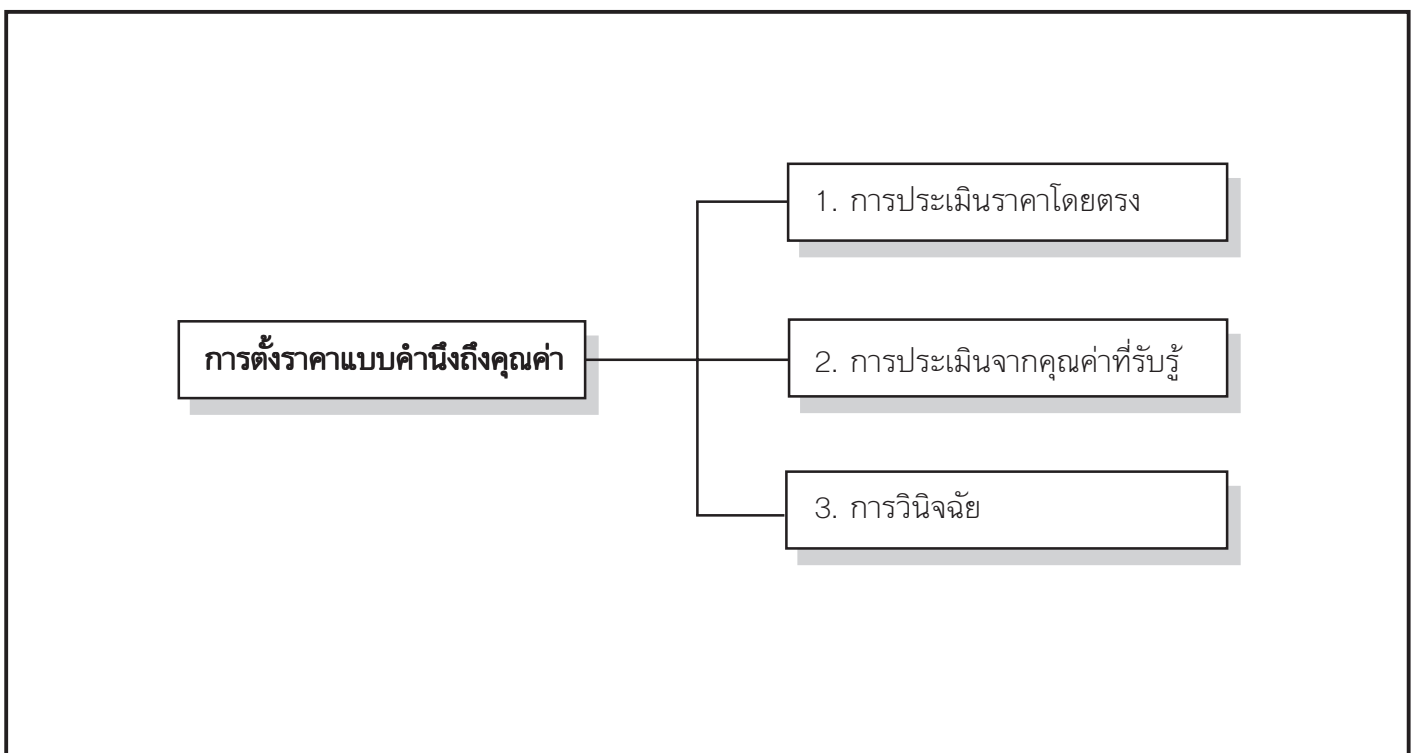 1. การประเมินราคาโดยตรง
การตั้งราคาแบบคำนึงถึงคุณค่า
2. การประเมินจากคุณค่าที่รับรู้
3. การวินิจฉัย